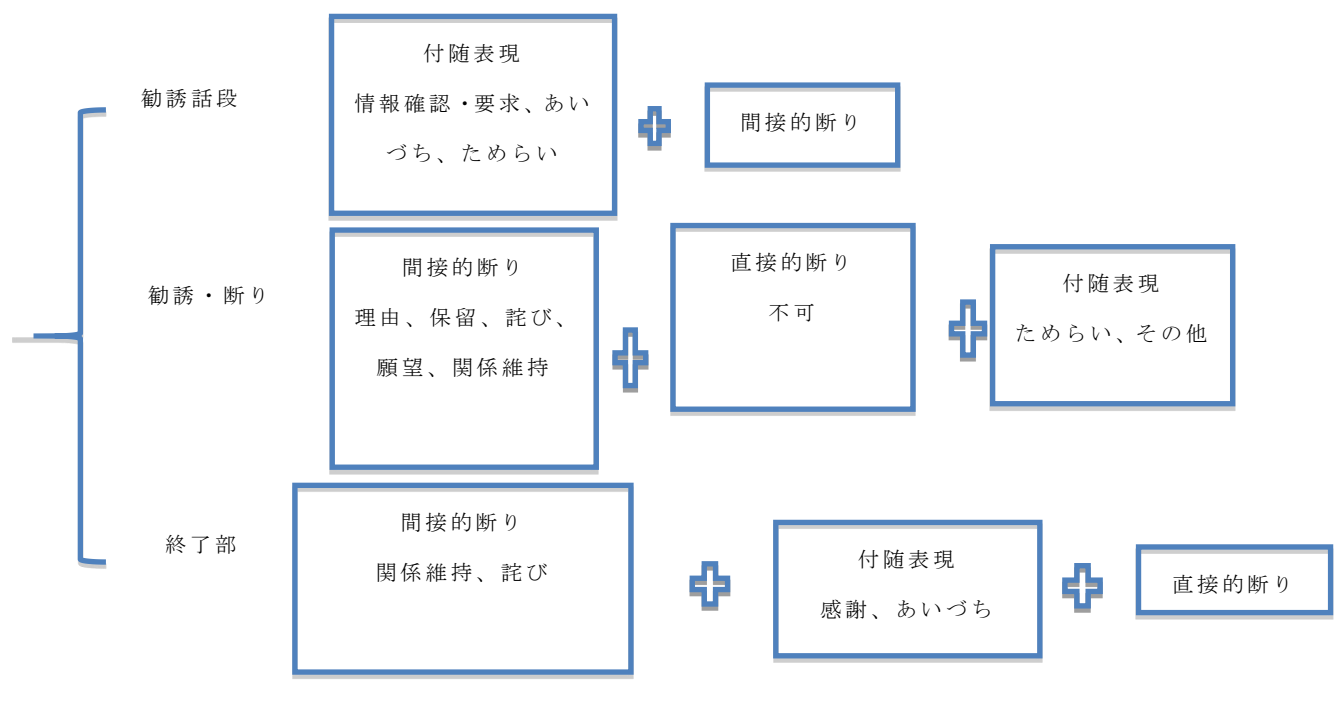 勧誘話段
付随表現
情報確認・要求、あい
づち、ためらい
間接的断り
勧誘・断り
間接的断り
理由、保留、詫び、
願望、関係維持
直接的断り
不可
付随表現
ためらい、その他
終了部
間接的断り
関係維持、詫び
付随表現
感謝、あいづち
直接的断り